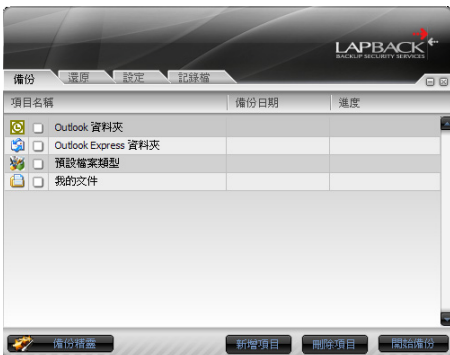 LAPBACK
BACKUP SECURITY SERVICES
備份 還原 設定 記錄檔
項目名稱 備份日期 進度
Outlook 資料夾
Outlook Express 資料夾
預設檔案類型
我的文件
備份精靈 新增項目 刪除項目 開始備份